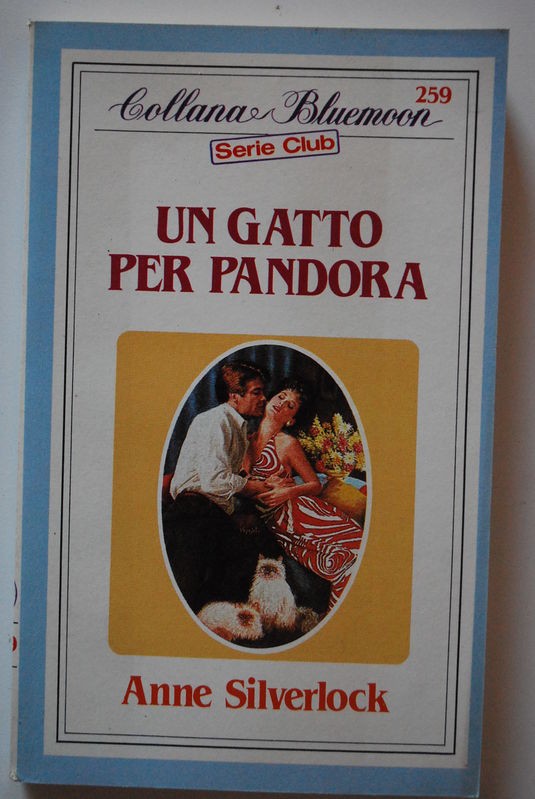 Collana Bluemoon
259
Serie Club
UN GATTO
PER PANDORA
Anne Silverlock